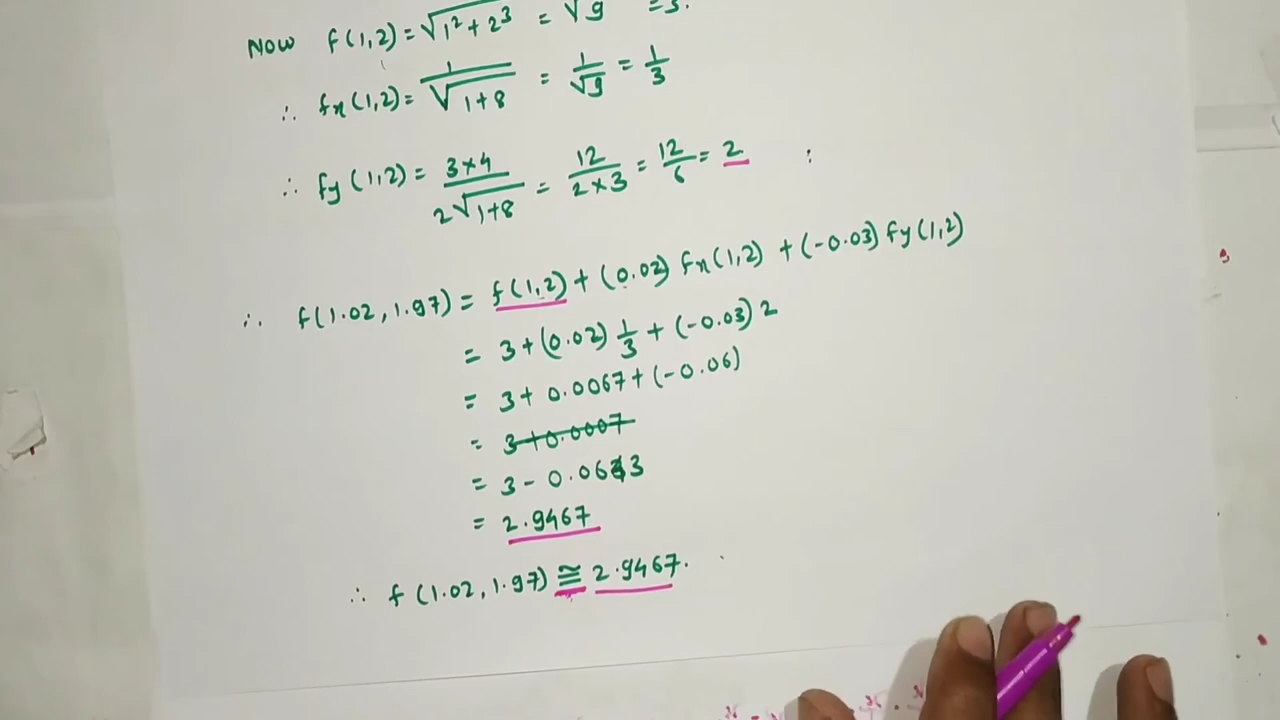 Now f(1,2) = √1² + 2³ = √9 = 3.
∴ fx(1,2) = 1/√1+8 = 1/√9 = 1/3
∴ fy(1,2) = 3×4/2√1+8 = 12/2×3 = 12/6 = 2
∴ f(1.02, 1.97) = f(1,2) + (0.02) fx(1,2) + (-0.03) fy(1,2)
= 3 + (0.02) 1/3 + (-0.03) 2
= 3 + 0.0067 + (-0.06)
= 3+0.0007
= 3 - 0.06
= 2.9467
∴ f(1.02, 1.97) ≅ 2.9467.